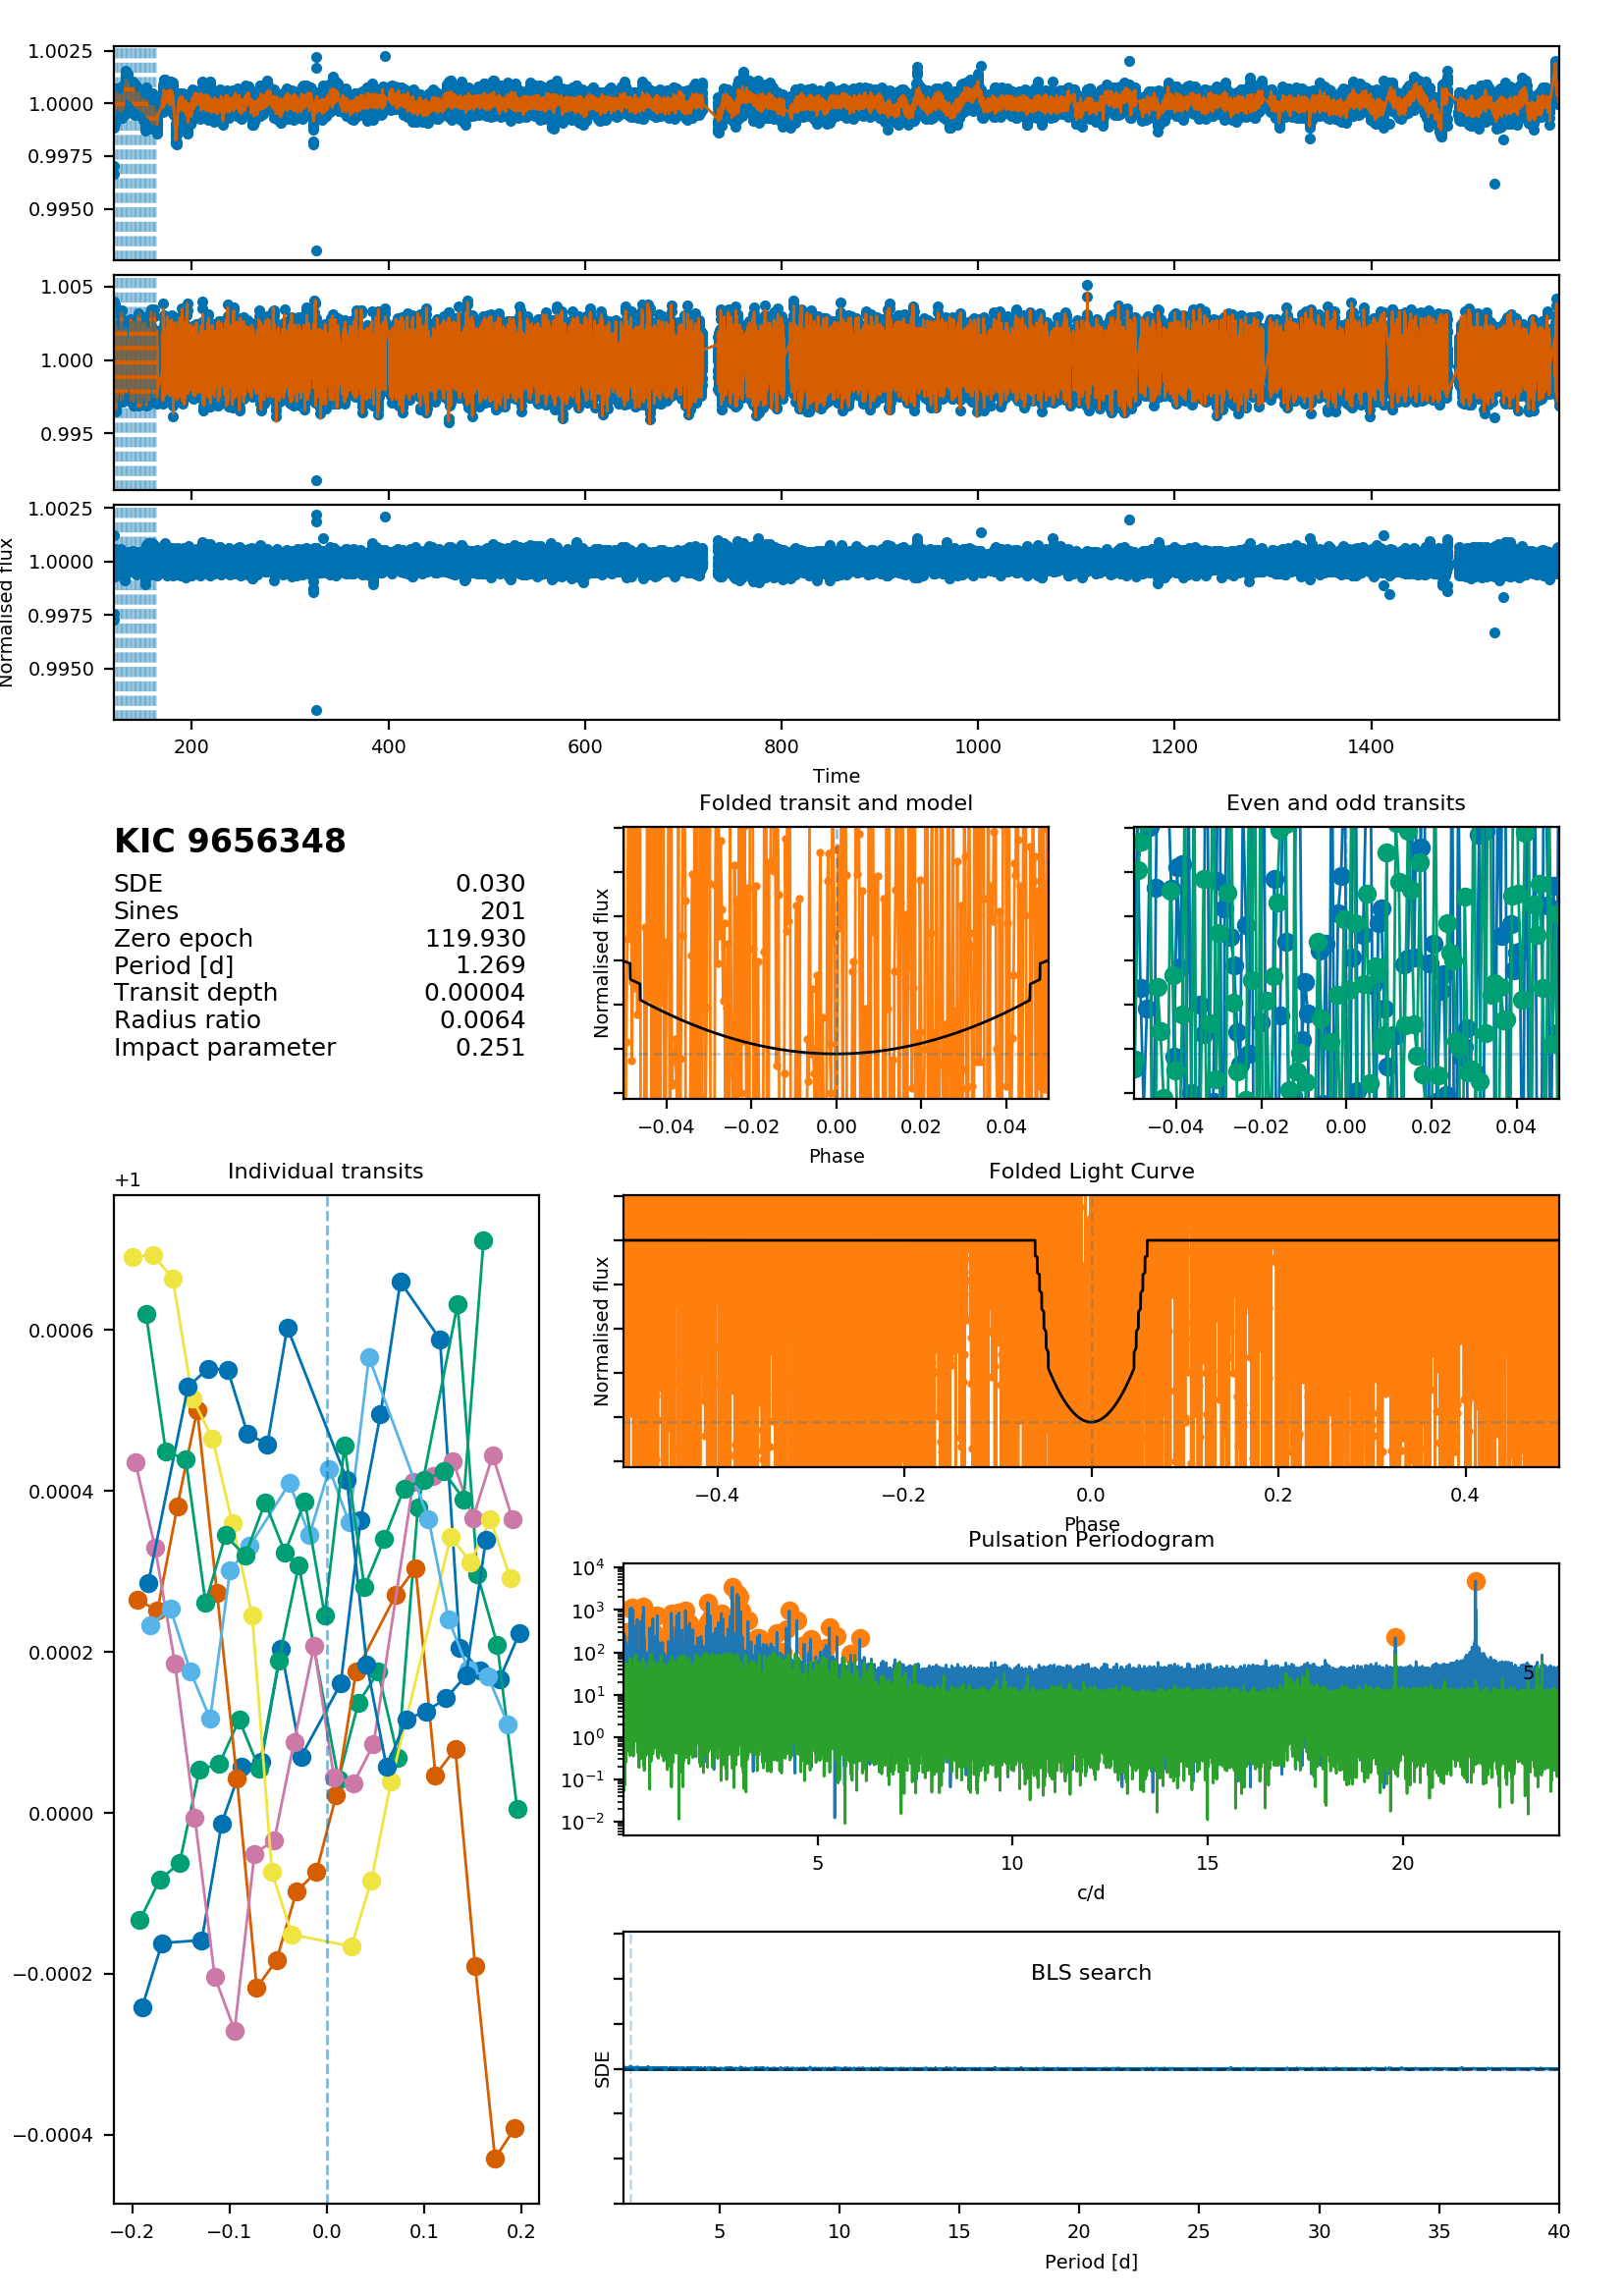 1.0025
1.0000
0.9975
0.9950
1.005
1.000
0.995
1.0025
1.0000
0.9975
0.9950
Normalised flux
200 400 600 800 1000 1200 1400
Time
KIC 9656348
SDE 0.030
Sines 201
Zero epoch 119.930
Period [d] 1.269
Transit depth 0.00004
Radius ratio 0.0064
Impact parameter 0.251
Folded transit and model
Normalised flux
−0.04 −0.02 0.00 0.02 0.04
Phase
Even and odd transits
−0.04 −0.02 0.00 0.02 0.04
Individual transits
+1
0.0006
0.0004
0.0002
0.0000
−0.0002
−0.0004
−0.2 −0.1 0.0 0.1 0.2
Folded Light Curve
Normalised flux
−0.4 −0.2 0.0 0.2 0.4
Phase
Pulsation Periodogram
10⁴
10³
10²
10¹
10⁰
10⁻¹
10⁻²
5
5 10 15 20
c/d
BLS search
SDE
5 10 15 20 25 30 35 40
Period [d]